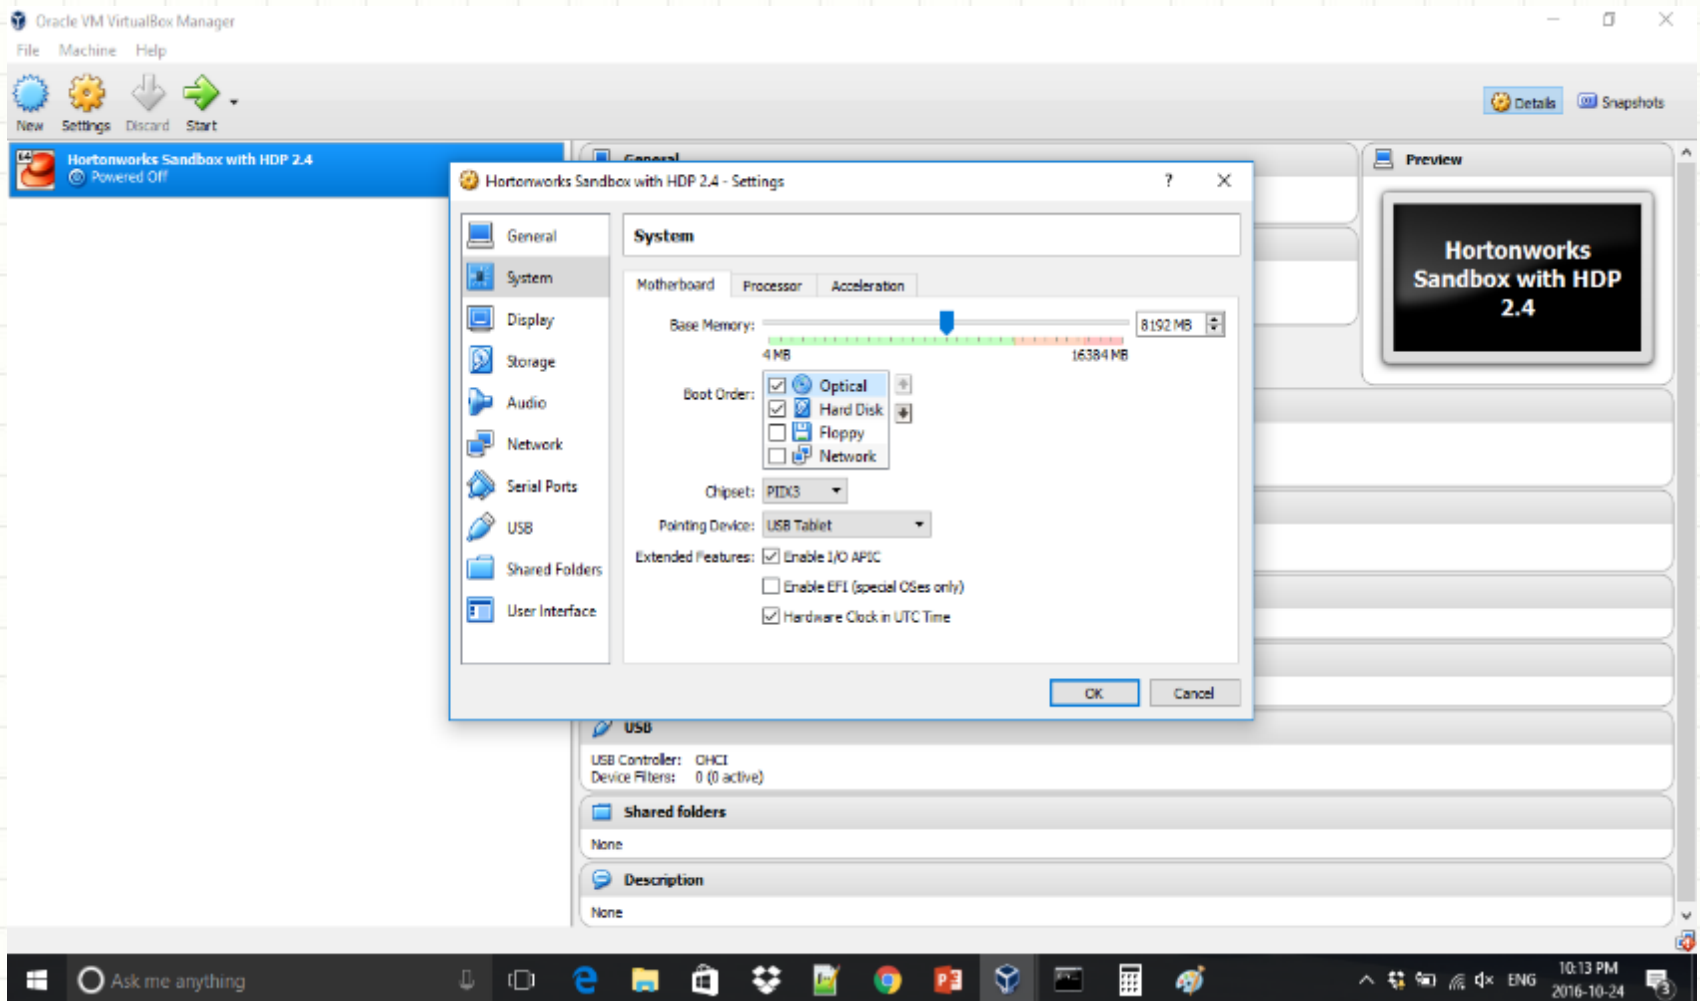 Oracle VM VirtualBox Manager
File Machine Help
New Settings Discard Start
Details Snapshots
Hortonworks Sandbox with HDP 2.4
Powered Off
General
Preview
Hortonworks
Sandbox with HDP
2.4
Hortonworks Sandbox with HDP 2.4 - Settings
?
General
System
Display
Storage
Audio
Network
Serial Ports
USB
Shared Folders
User Interface
System
Motherboard Processor Acceleration
Base Memory: 8192 MB
4 MB 16384 MB
Boot Order: Optical
Hard Disk
Floppy
Network
Chipset: PIIX3
Pointing Device: USB Tablet
Extended Features: Enable I/O APIC
Enable EFI (special OSes only)
Hardware Clock in UTC Time
OK Cancel
USB
USB Controller: OHCI
Device Filters: 0 (0 active)
Shared folders
None
Description
None
Ask me anything
ENG
10:13 PM
2016-10-24